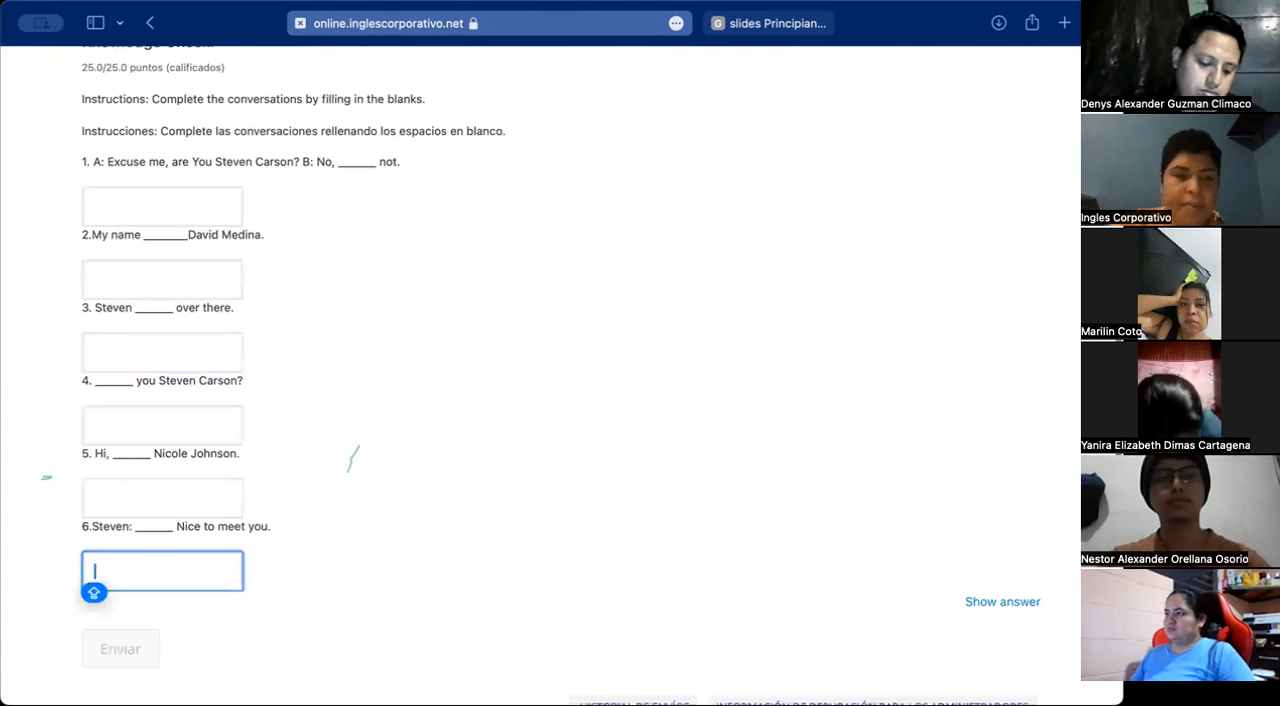 online.inglescorporativo.net
slides Principian...
25.0/25.0 puntos (calificados)
Instructions: Complete the conversations by filling in the blanks.
Instrucciones: Complete las conversaciones rellenando los espacios en blanco.
1. A: Excuse me, are You Steven Carson? B: No, ______ not.
2.My name _______David Medina.
3. Steven ______ over there.
4. ______ you Steven Carson?
5. Hi, ______ Nicole Johnson.
6.Steven: ______ Nice to meet you.
Show answer
Enviar
Denys Alexander Guzman Climaco
Ingles Corporativo
Marilin Coto
Yanira Elizabeth Dimas Cartagena
Nestor Alexander Orellana Osorio